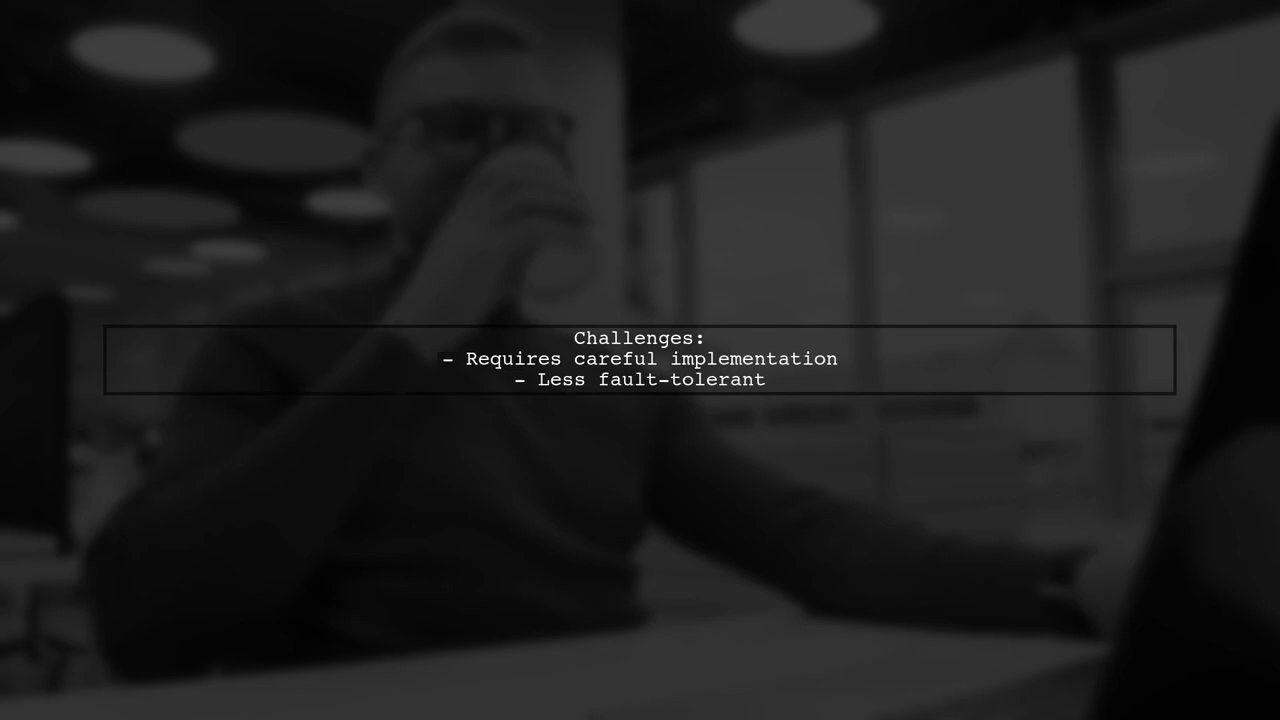 Challenges:
- Requires careful implementation
- Less fault-tolerant